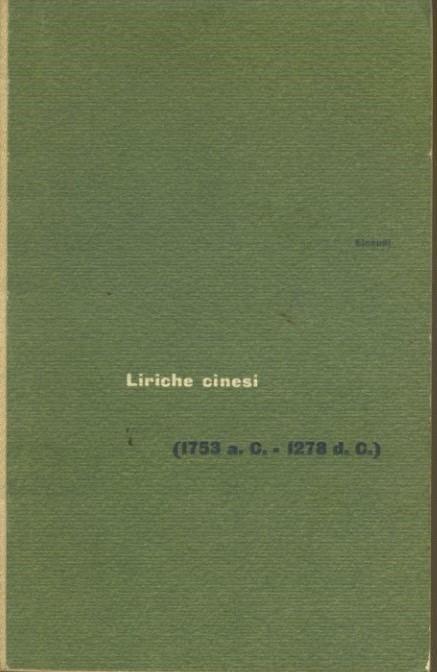 Einaudi
Liriche cinesi
(1753 a. C. - 1278 d. C.)